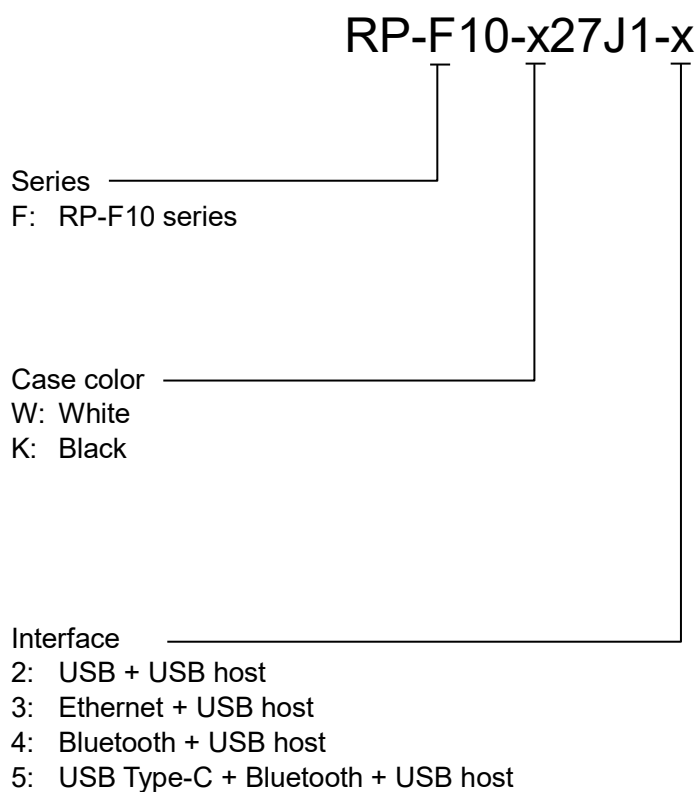 RP-F10-x27J1-x
Series
F: RP-F10 series
Case color
W: White
K: Black
Interface
2: USB + USB host
3: Ethernet + USB host
4: Bluetooth + USB host
5: USB Type-C + Bluetooth + USB host